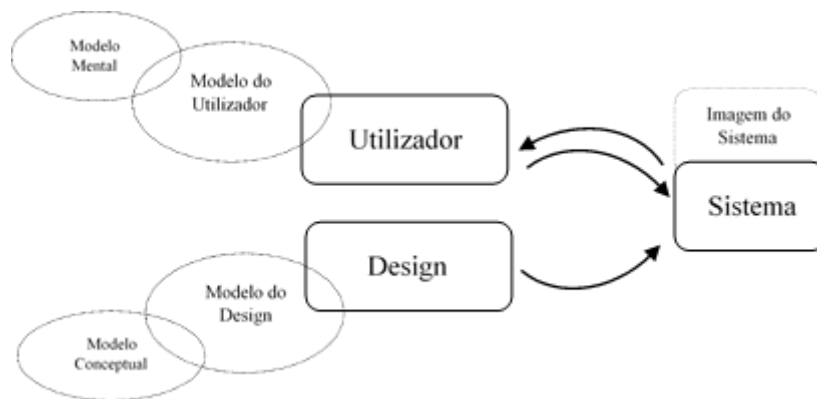 Modelo
Mental
Modelo do
Utilizador
Utilizador
Imagem do
Sistema
Sistema
Design
Modelo do
Design
Modelo
Conceptual